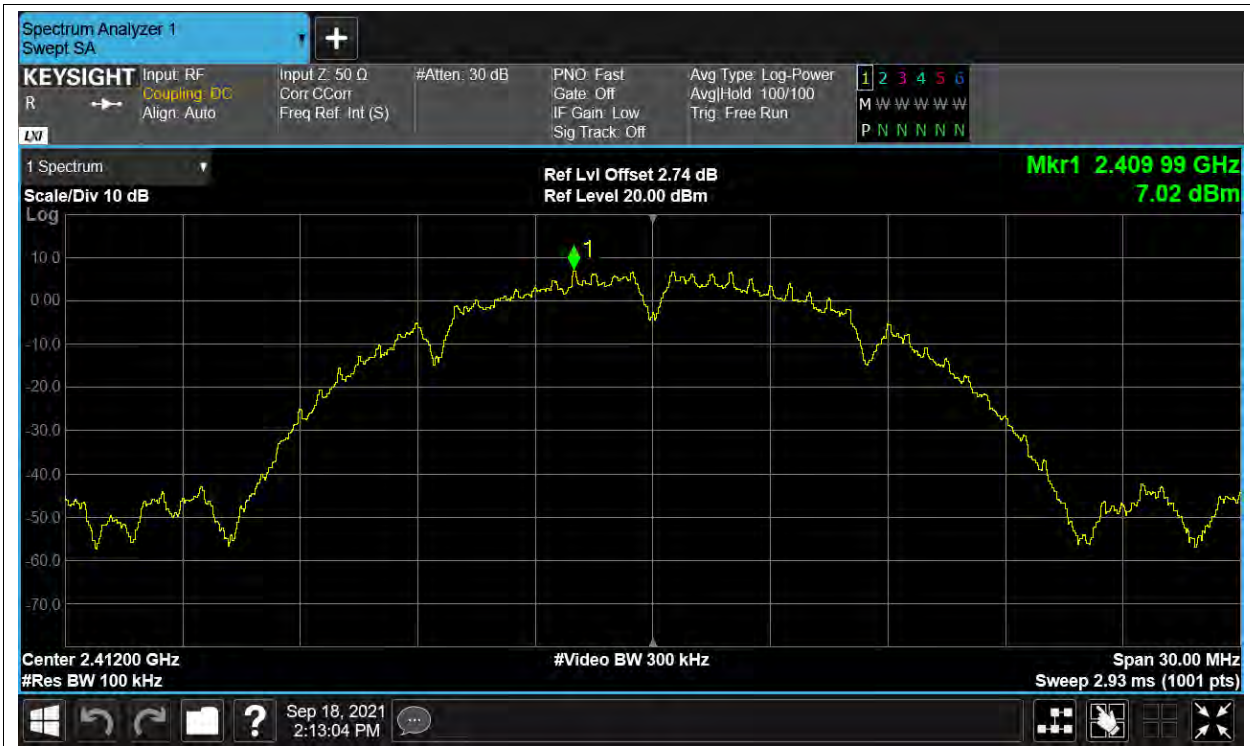 Spectrum Analyzer 1
Swept SA
+
KEYSIGHT
R
LXI
Input: RF
Coupling: DC
Align: Auto
Input Z: 50 Ω
Corr CCorr
Freq Ref: Int (S)
#Atten: 30 dB
PNO: Fast
Gate: Off
IF Gain: Low
Sig Track: Off
Avg Type: Log-Power
Avg|Hold: 100/100
Trig: Free Run
1 2 3 4 5 6
M W W W W W
P N N N N N
1 Spectrum
Scale/Div 10 dB
Log
Ref Lvl Offset 2.74 dB
Ref Level 20.00 dBm
Mkr1 2.409 99 GHz
7.02 dBm
1
10.0
0.00
-10.0
-20.0
-30.0
-40.0
-50.0
-60.0
-70.0
Center 2.41200 GHz
#Res BW 100 kHz
#Video BW 300 kHz
Span 30.00 MHz
Sweep 2.93 ms (1001 pts)
?
Sep 18, 2021
2:13:04 PM